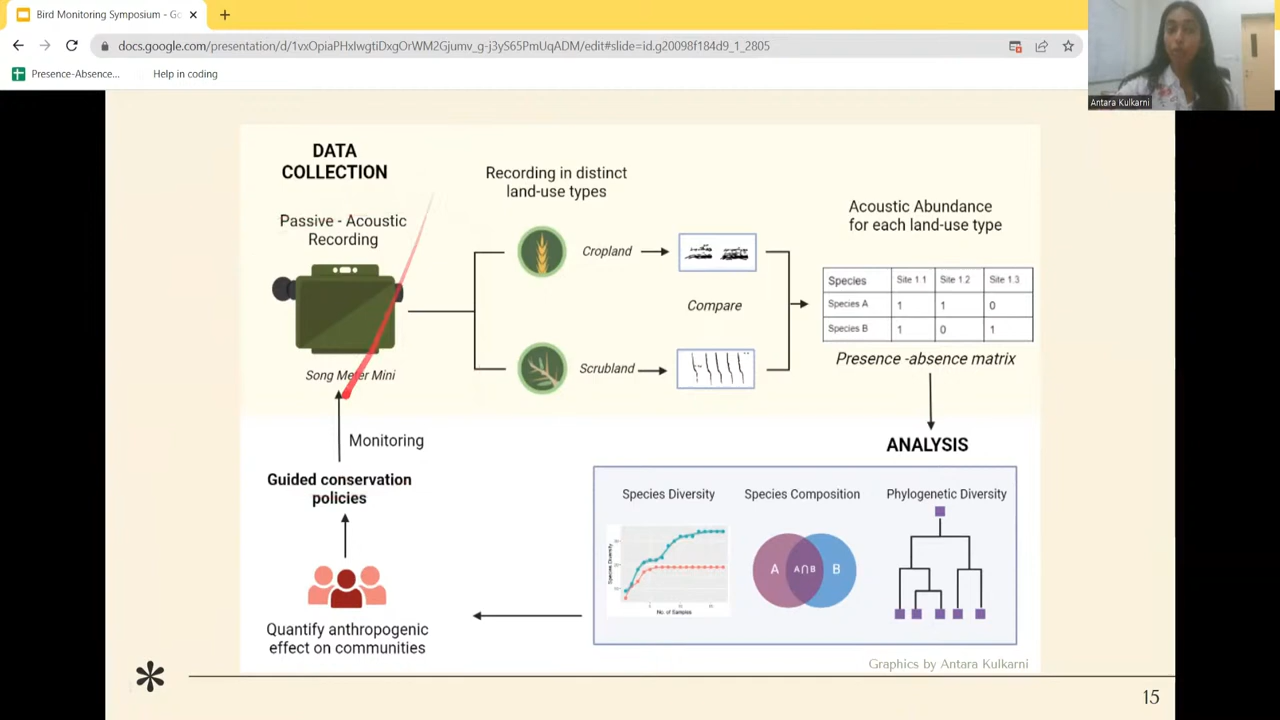 Bird Monitoring Symposium - Go
docs.google.com/presentation/d/1vxOpiaPHxlwgtiDxgOrWM2Gjumv_g-j3yS65PmUqADM/edit#slide=id.g20098f184d9_1_2805
Presence-Absence...
Help in coding
Antara Kulkarni
DATA
COLLECTION
Passive - Acoustic
Recording
Song Meter Mini
Recording in distinct
land-use types
Cropland
Compare
Scrubland
Acoustic Abundance
for each land-use type
Species Site 1.1 Site 1.2 Site 1.3
Species A 1 1 0
Species B 1 0 1
Presence -absence matrix
ANALYSIS
Species Diversity
Species Composition
Phylogenetic Diversity
Species Diversity
No. of Samples
A
A∩B
B
Monitoring
Guided conservation
policies
Quantify anthropogenic
effect on communities
Graphics by Antara Kulkarni
15